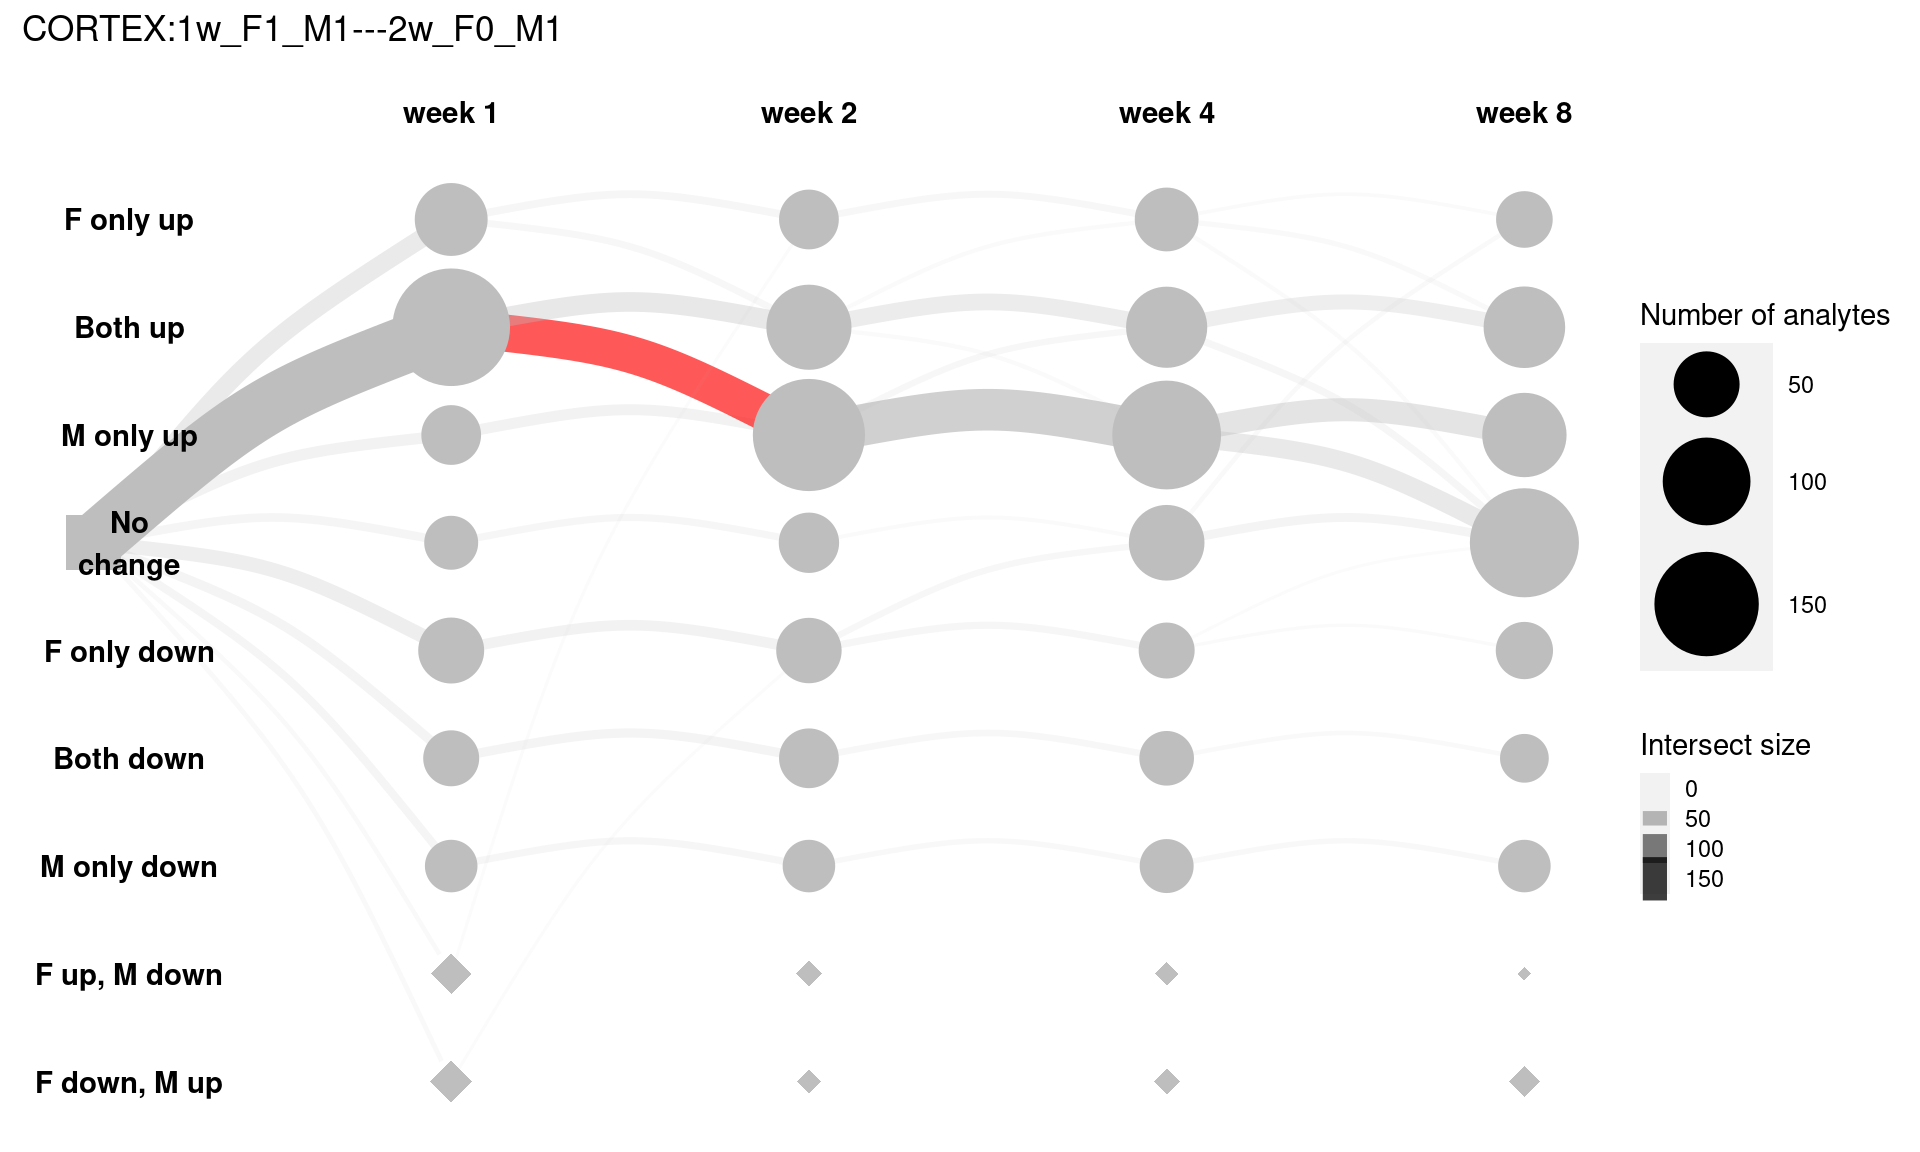 CORTEX:1w_F1_M1---2w_F0_M1
week 1
week 2
week 4
week 8
F only up
Both up
M only up
No
change
F only down
Both down
M only down
F up, M down
F down, M up
Number of analytes
50
100
150
Intersect size
0
50
100
150